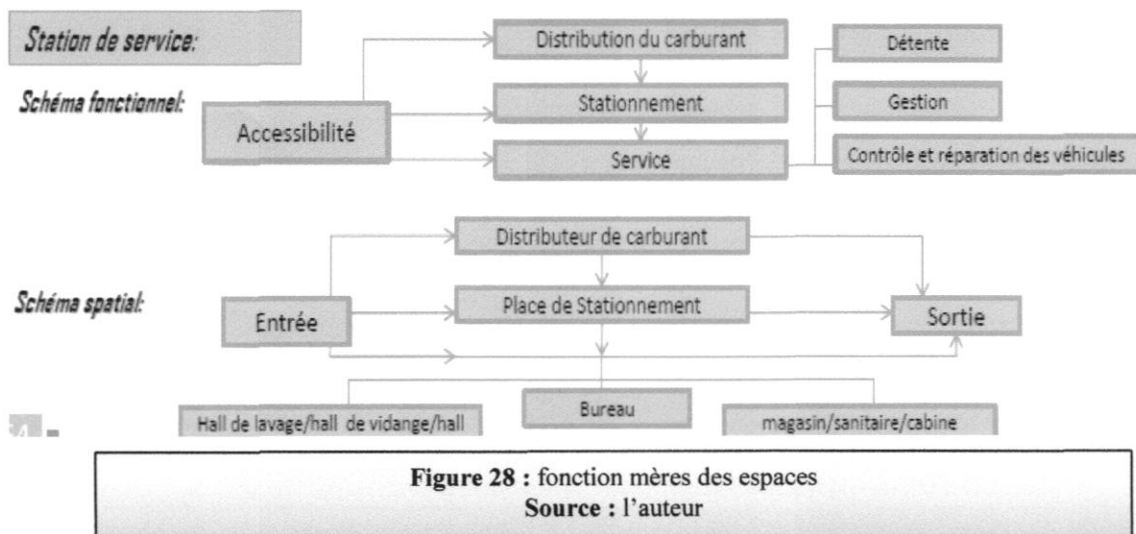 Station de service:
Schéma fonctionnel:
Accessibilité
Distribution du carburant
Stationnement
Service
Détente
Gestion
Contrôle et réparation des véhicules
Schéma spatial:
Entrée
Distributeur de carburant
Place de Stationnement
Sortie
Hall de lavage/hall de vidange/hall
Bureau
magasin/sanitaire/cabine
Figure 28 : fonction mères des espaces
Source : l'auteur